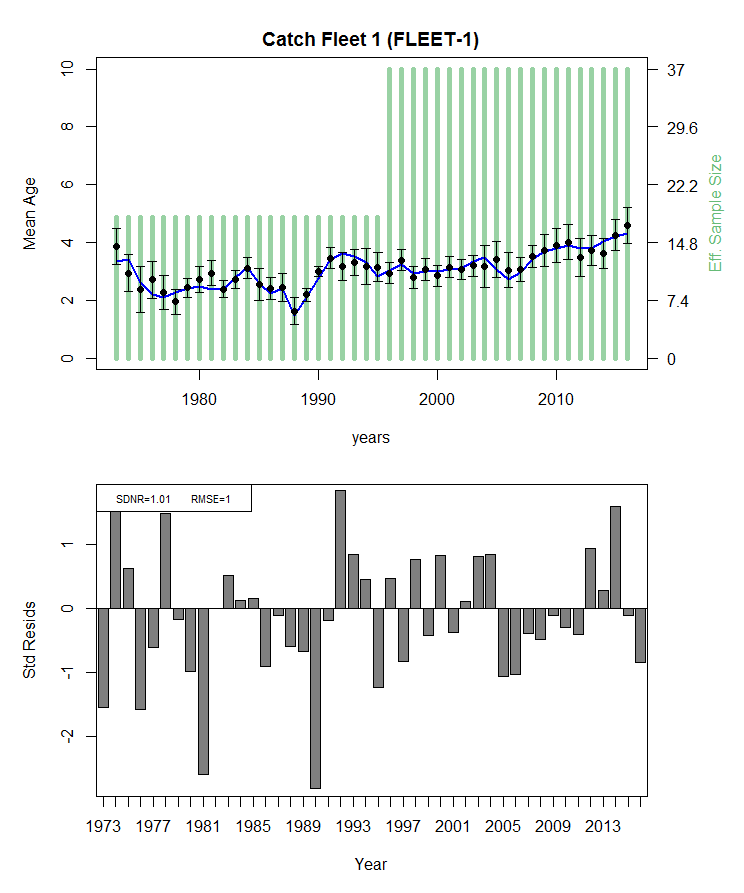 Catch Fleet 1 (FLEET-1)
10
8
6
4
2
0
Mean Age
37
29.6
22.2
14.8
7.4
0
Eff. Sample Size
1980 1990 2000 2010
years
SDNR=1.01 RMSE=1
1
0
-1
-2
Std Resids
1973 1977 1981 1985 1989 1993 1997 2001 2005 2009 2013
Year